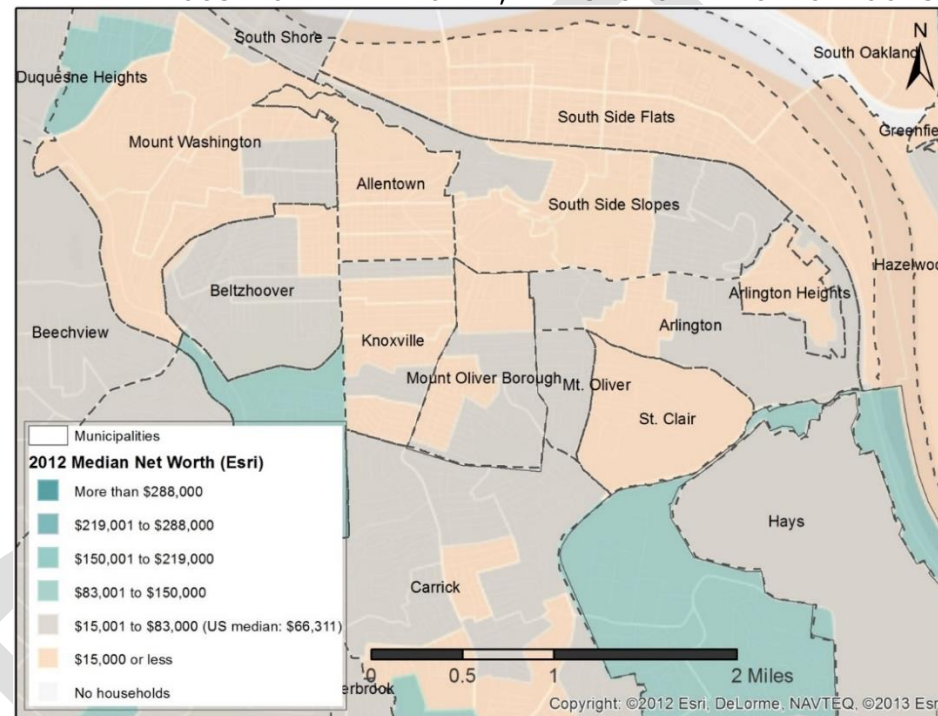 N
South Shore
South Oakland
Duquesne Heights
South Side Flats
Mount Washington
Allentown
South Side Slopes
Hazelwoo
Beltzhoover
Arlington Heights
Arlington
Beechview
Knoxville
Mount Oliver Borough
Mt. Oliver
St. Clair
Hays
Carrick
erbrook
Municipalities
2012 Median Net Worth (Esri)
More than $288,000
$219,001 to $288,000
$150,001 to $219,000
$83,001 to $150,000
$15,001 to $83,000 (US median: $66,311)
$15,000 or less
No households
0 0.5 1 2 Miles
Copyright: ©2012 Esri, DeLorme, NAVTEQ, ©2013 Esr